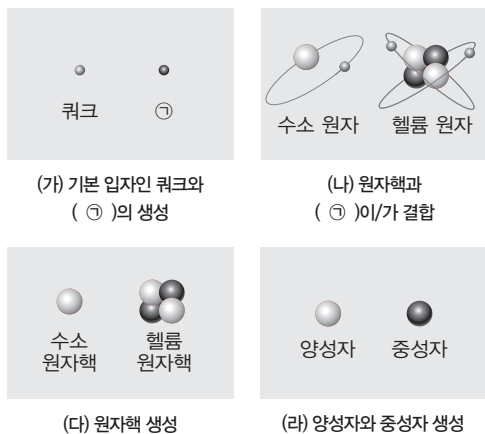 쿼크 ㉠
(가) 기본 입자인 쿼크와
( ㉠ )의 생성
수소 원자 헬륨 원자
(나) 원자핵과
( ㉠ )이/가 결합
수소 헬륨
원자핵 원자핵
(다) 원자핵 생성
양성자 중성자
(라) 양성자와 중성자 생성